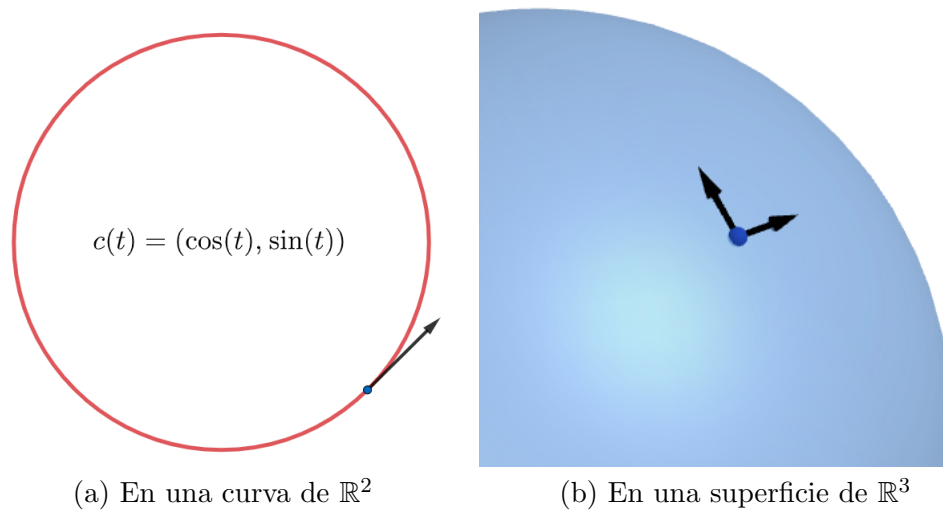 c(t) = (cos(t), sin(t))
(a) En una curva de ℝ²
(b) En una superficie de ℝ³